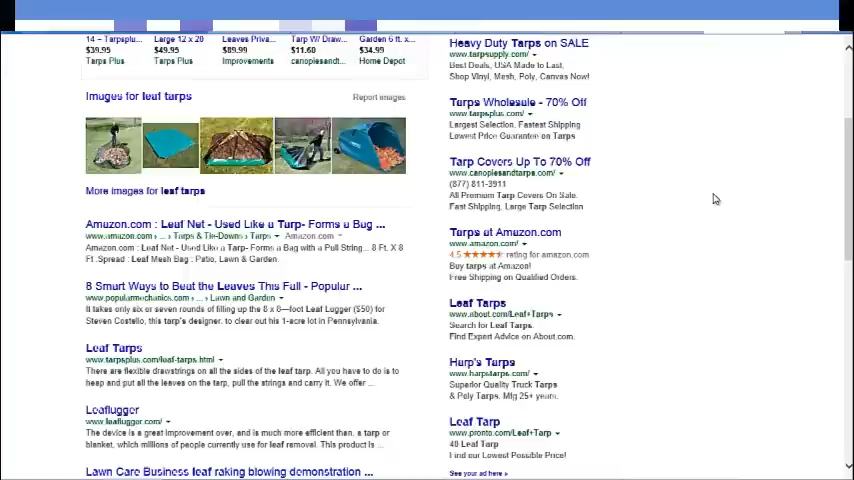 14 – Tarpsplu... Large 12 x 20 Leaves Priva... Tarp W/ Draw... Garden 6 ft. x...
$39.95 $49.95 $89.99 $11.60 $34.99
Tarps Plus Tarps Plus Improvements canopiesandt... Home Depot
Images for leaf tarps Report images
More images for leaf tarps
Amazon.com : Leaf Net - Used Like a Tarp- Forms a Bag ...
www.amazon.com › ... › Tarps & Tie-Downs › Tarps Amazon.com
Amazon.com : Leaf Net - Used Like a Tarp- Forms a Bag with a Pull String... 8 Ft. X 8
Ft .Spread : Leaf Mesh Bag : Patio, Lawn & Garden.
8 Smart Ways to Beat the Leaves This Fall - Popular ...
www.popularmechanics.com › ... › Lawn and Garden
It takes only six or seven rounds of filling up the 8 x 8—foot Leaf Lugger ($50) for
Steven Costello, this tarp's designer, to clear out his 1-acre lot in Pennsylvania.
Leaf Tarps
www.tarpsplus.com/leaf-tarps.html
There are flexible drawstrings on all the sides of the leaf tarp. All you have to do is to
heap and put all the leaves on the tarp, pull the strings and carry it. We offer ...
Leaflugger
www.leaflugger.com/
The device is a great improvement over, and is much more efficient than, a tarp or
blanket, which millions of people currently use for leaf removal. This product is ...
Lawn Care Business leaf raking blowing demonstration ...
Heavy Duty Tarps on SALE
www.tarpsupply.com/
Best Deals, USA Made to Last,
Shop Vinyl, Mesh, Poly, Canvas Now!
Tarps Wholesale - 70% Off
www.tarpsplus.com/
Largest Selection. Fastest Shipping
Lowest Price Guarantee on Tarps
Tarp Covers Up To 70% Off
www.canopiesandtarps.com/
(877) 811-3911
All Premium Tarp Covers On Sale.
Fast Shipping, Large Tarp Selection
Tarps at Amazon.com
www.amazon.com/
4.5 ★★★★★ rating for amazon.com
Buy tarps at Amazon!
Free Shipping on Qualified Orders.
Leaf Tarps
www.about.com/Leaf+Tarps
Search for Leaf Tarps.
Find Expert Advice on About.com.
Harp's Tarps
www.harpstarps.com/
Superior Quality Truck Tarps
& Poly Tarps. Mfg 25+ years.
Leaf Tarp
www.pronto.com/Leaf+Tarp
40 Leaf Tarp
Find our Lowest Possible Price!
See your ad here »